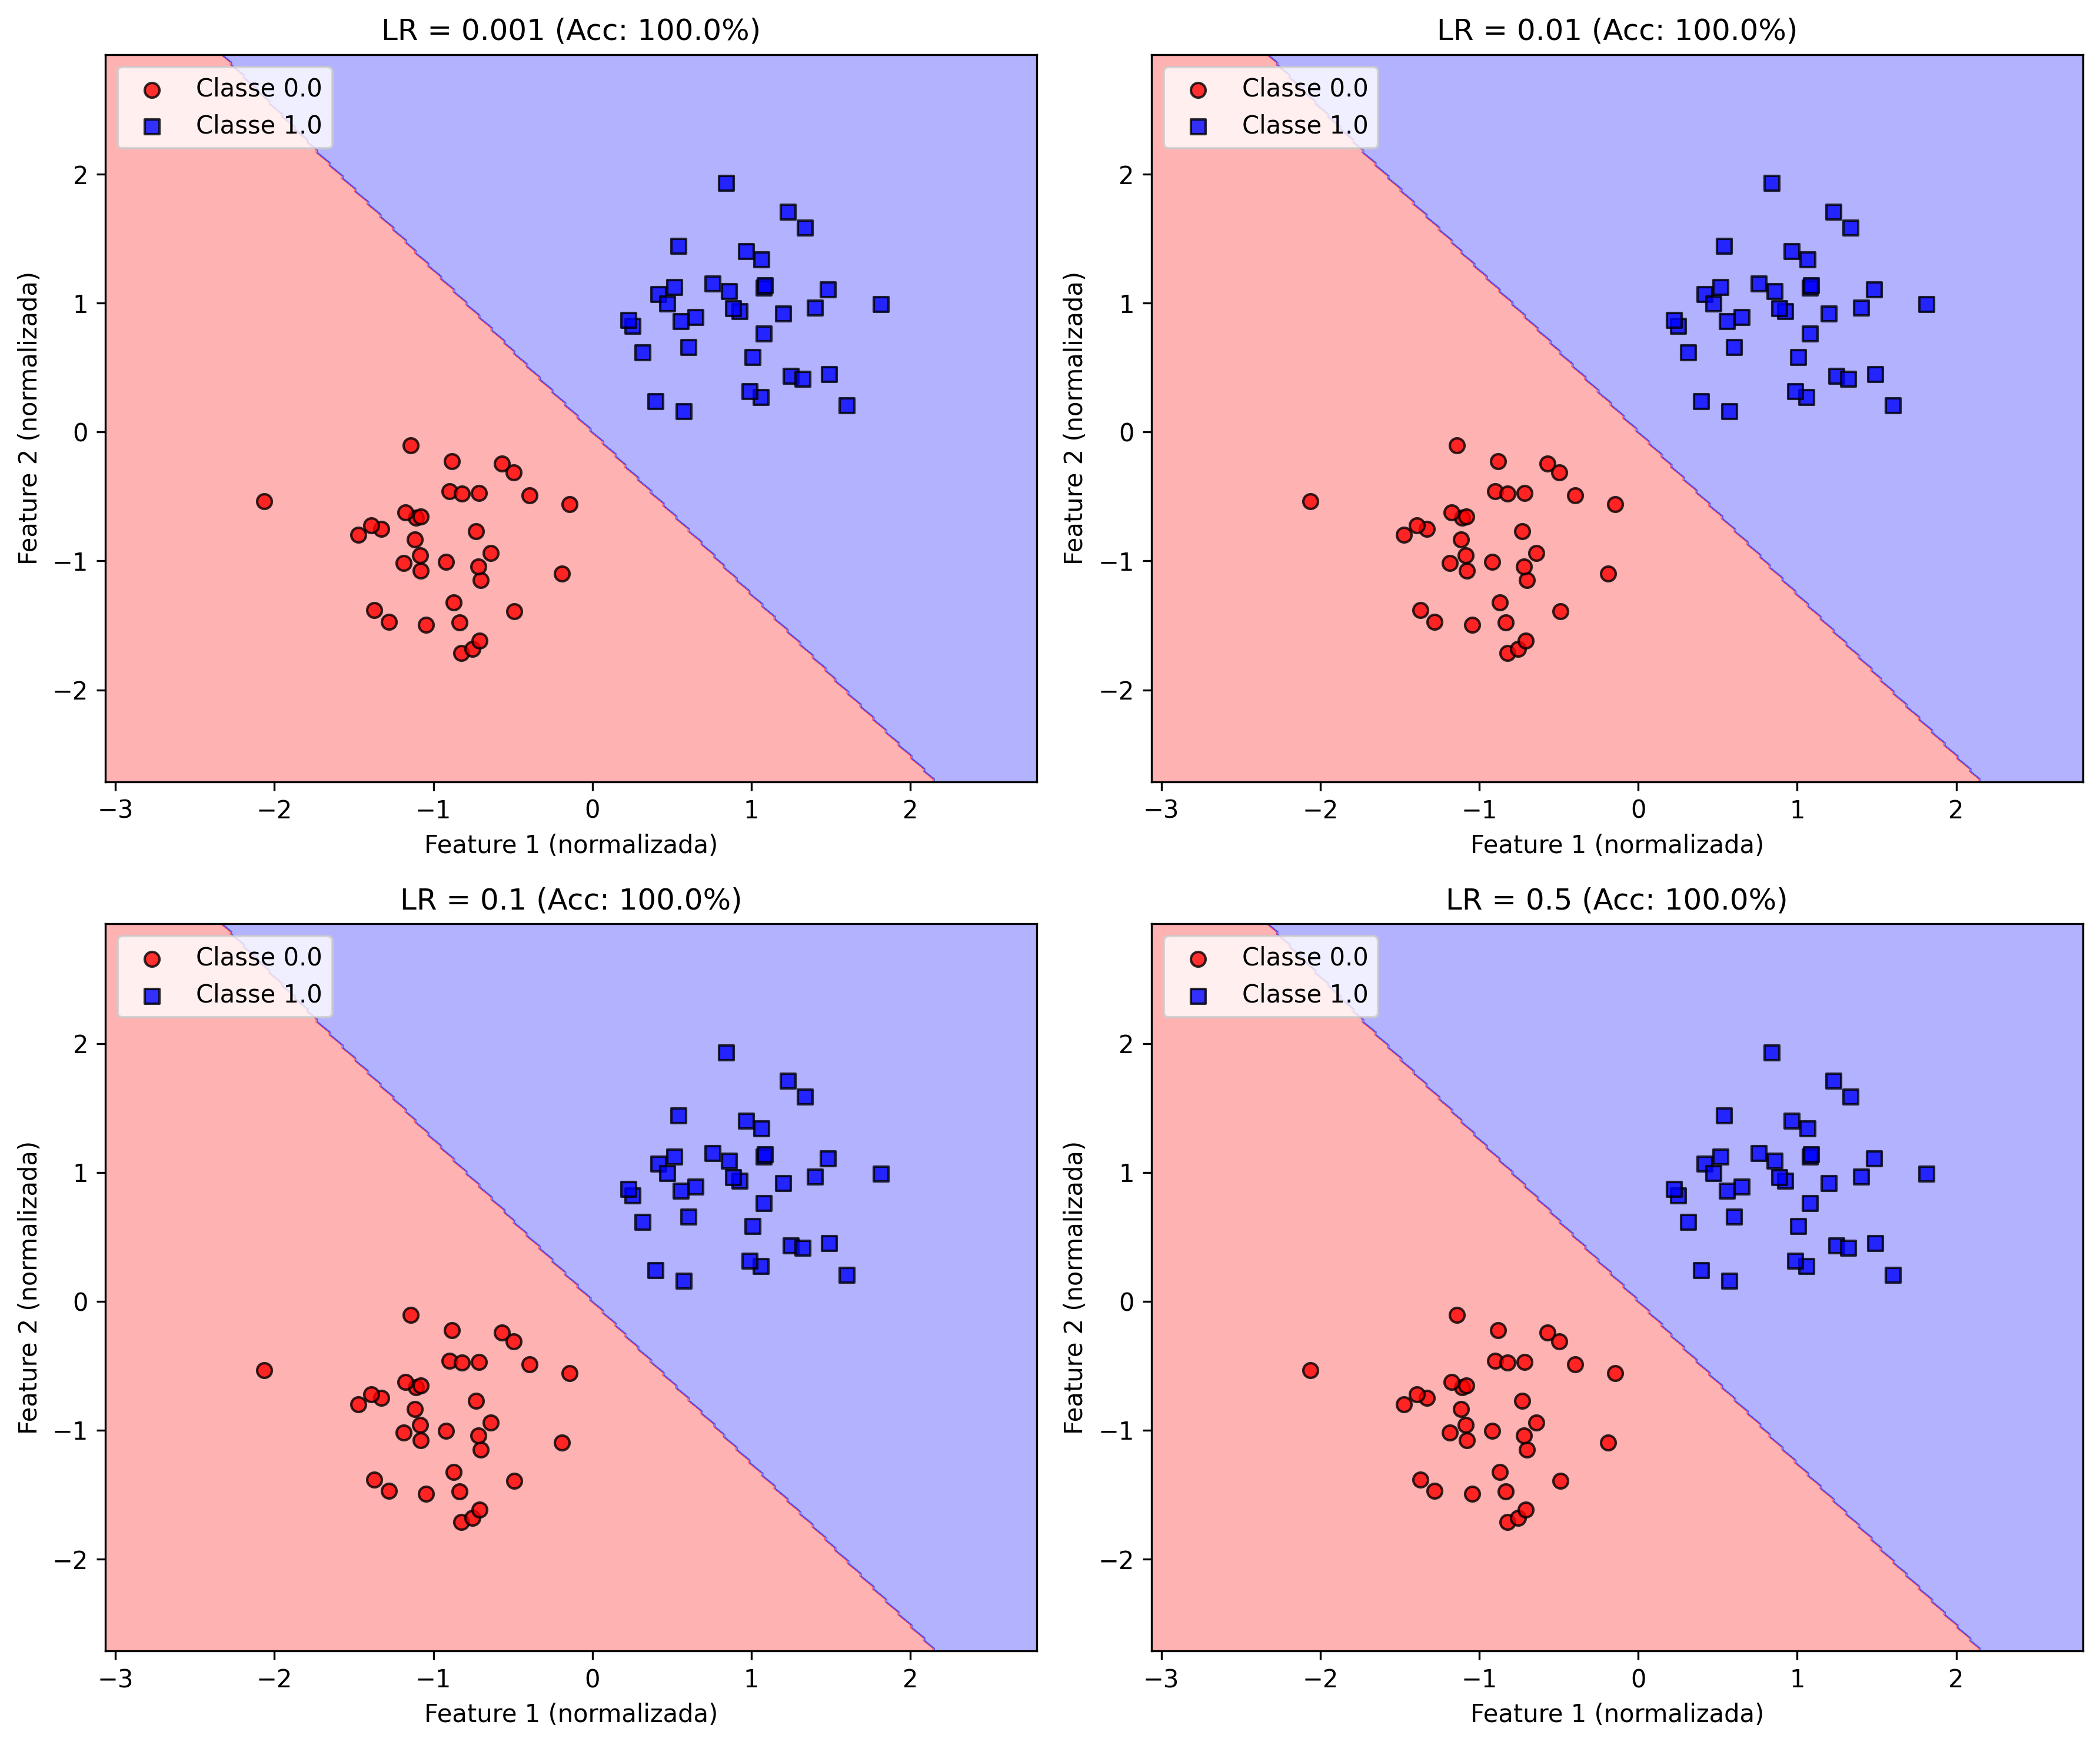 LR = 0.001 (Acc: 100.0%)
Classe 0.0
Classe 1.0
Feature 2 (normalizada)
2
1
0
−1
−2
−3 −2 −1 0 1 2
Feature 1 (normalizada)
LR = 0.01 (Acc: 100.0%)
Classe 0.0
Classe 1.0
Feature 2 (normalizada)
2
1
0
−1
−2
−3 −2 −1 0 1 2
Feature 1 (normalizada)
LR = 0.1 (Acc: 100.0%)
Classe 0.0
Classe 1.0
Feature 2 (normalizada)
2
1
0
−1
−2
−3 −2 −1 0 1 2
Feature 1 (normalizada)
LR = 0.5 (Acc: 100.0%)
Classe 0.0
Classe 1.0
Feature 2 (normalizada)
2
1
0
−1
−2
−3 −2 −1 0 1 2
Feature 1 (normalizada)